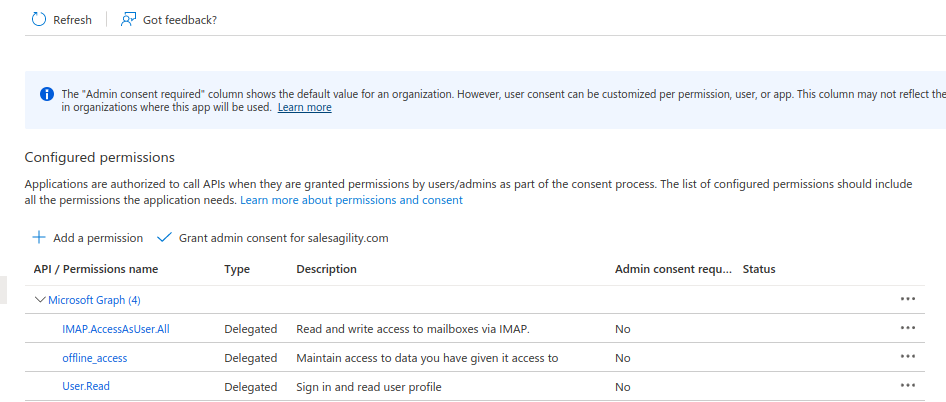 Refresh Got feedback?
The "Admin consent required" column shows the default value for an organization. However, user consent can be customized per permission, user, or app. This column may not reflect the
in organizations where this app will be used. Learn more
Configured permissions
Applications are authorized to call APIs when they are granted permissions by users/admins as part of the consent process. The list of configured permissions should include
all the permissions the application needs. Learn more about permissions and consent
Add a permission Grant admin consent for salesagility.com
API / Permissions name Type Description Admin consent requ... Status
Microsoft Graph (4)
IMAP.AccessAsUser.All Delegated Read and write access to mailboxes via IMAP. No
offline_access Delegated Maintain access to data you have given it access to No
User.Read Delegated Sign in and read user profile No